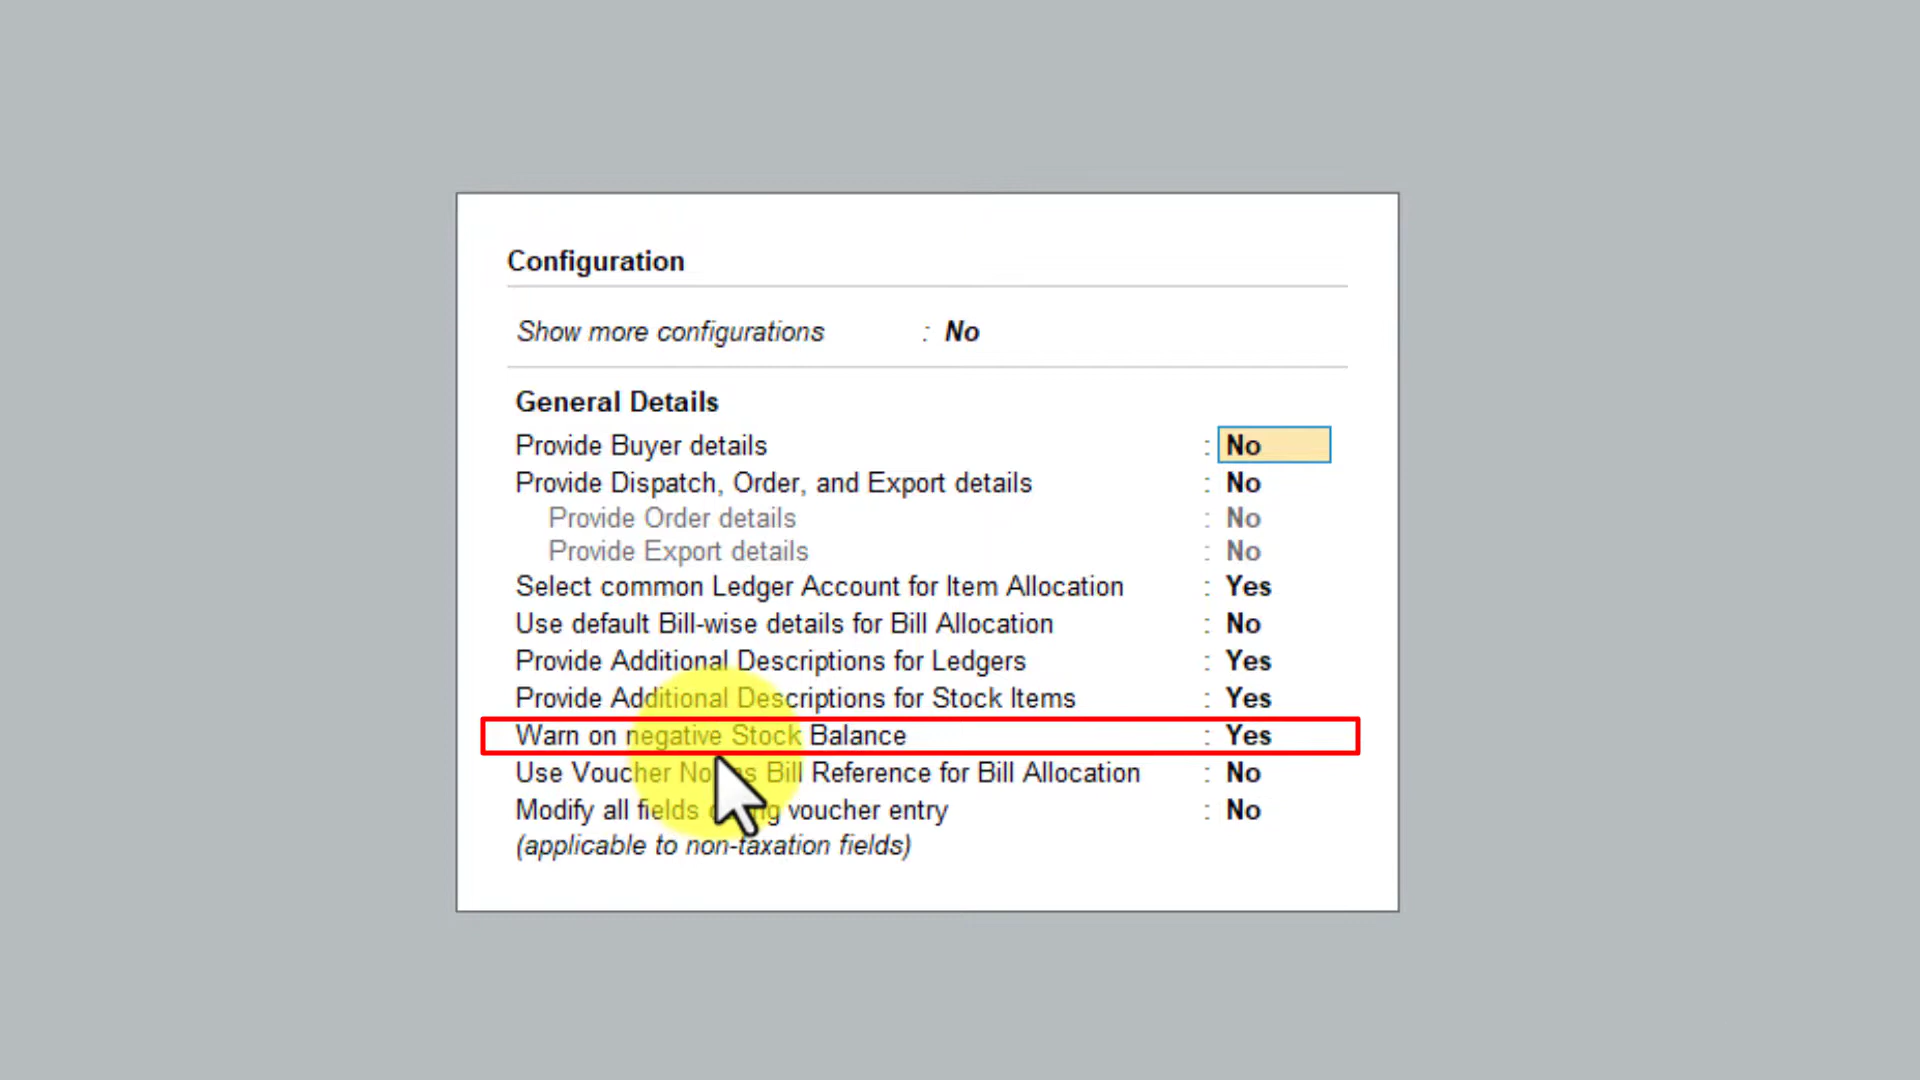 Configuration
Show more configurations : No
General Details
Provide Buyer details : No
Provide Dispatch, Order, and Export details : No
Provide Order details : No
Provide Export details : No
Select common Ledger Account for Item Allocation : Yes
Use default Bill-wise details for Bill Allocation : No
Provide Additional Descriptions for Ledgers : Yes
Provide Additional Descriptions for Stock Items : Yes
Warn on negative Stock Balance : Yes
Use Voucher No as Bill Reference for Bill Allocation : No
Modify all fields voucher entry : No
(applicable to non-taxation fields)